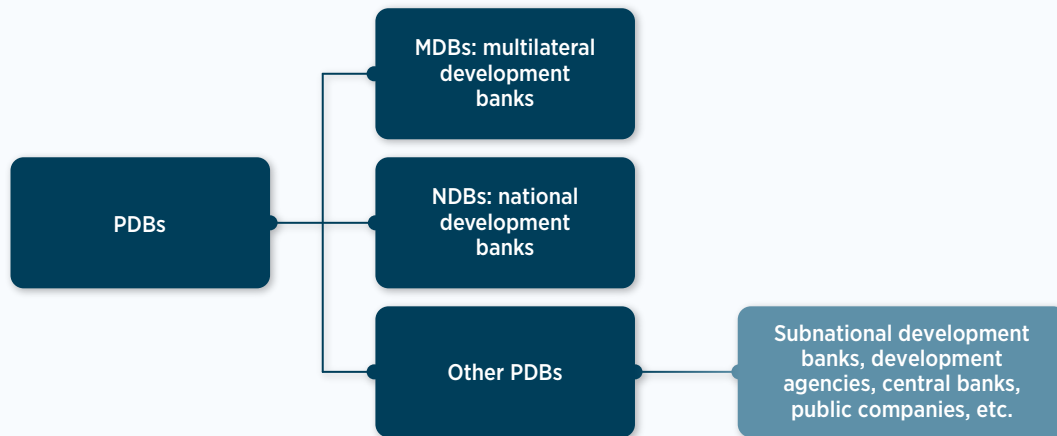 MDBs: multilateral
development
banks
PDBs
NDBs: national
development
banks
Other PDBs
Subnational development
banks, development
agencies, central banks,
public companies, etc.